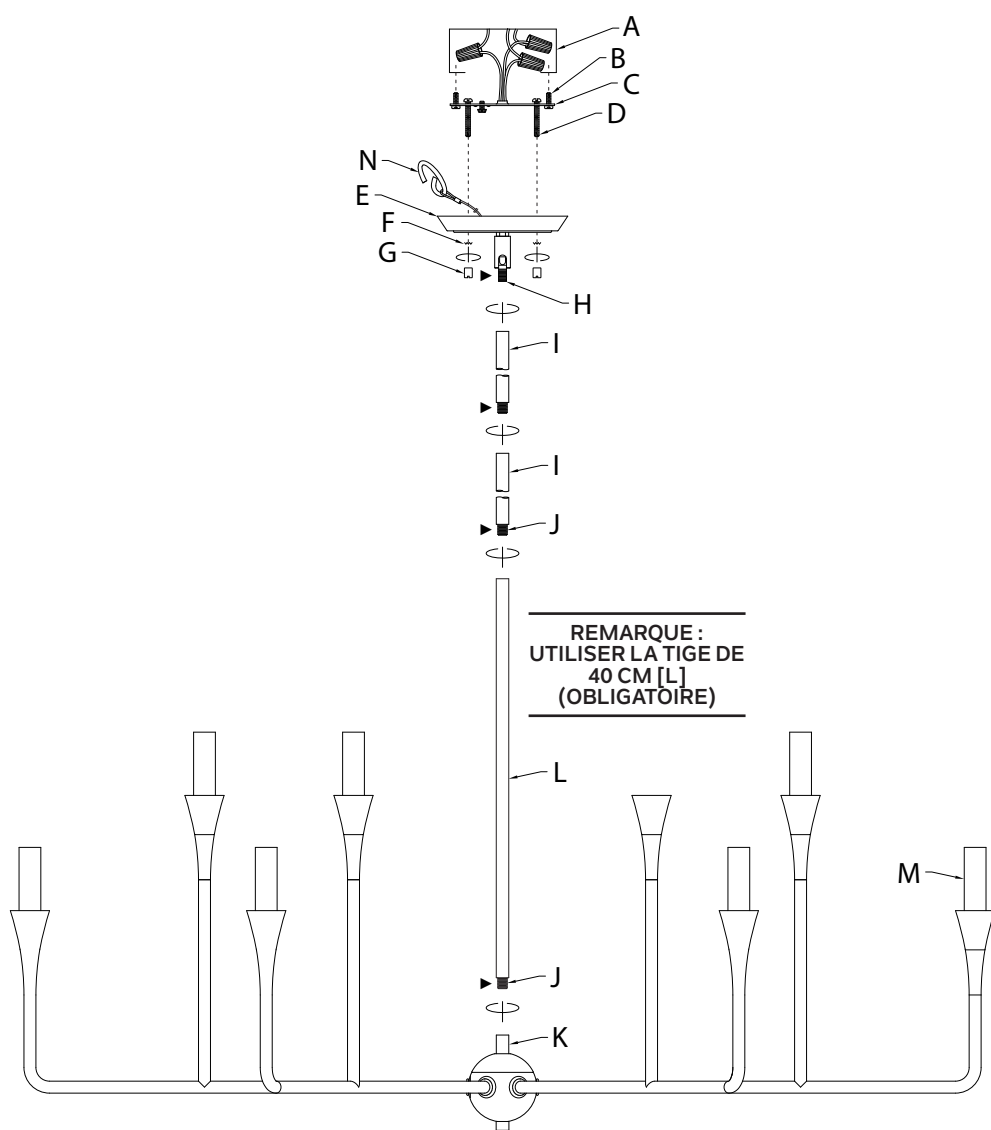 A
B
C
D
N
E
F
G
H
I
I
J
REMARQUE :
UTILISER LA TIGE DE
40 CM [L]
(OBLIGATOIRE)
L
M
J
K